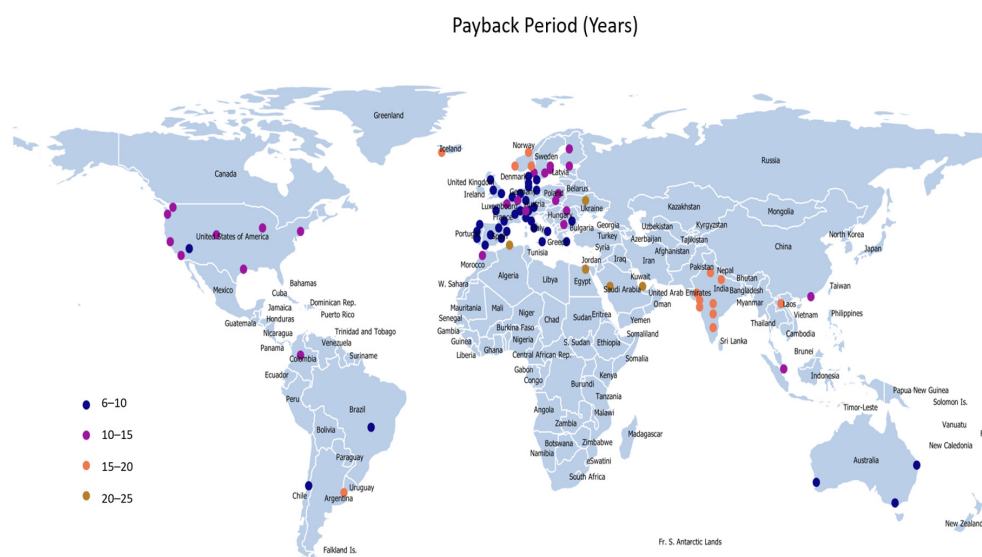 Payback Period (Years)
Greenland
Iceland
Norway
Sweden
Russia
Canada
Denmark
Latvia
United Kingdom
Ireland
Poland
Belarus
Ukraine
Kazakhstan
Mongolia
Hungary
Bulgaria
Georgia
Uzbekistan
Kyrgyzstan
North Korea
United States of America
Italy
Greece
Turkey
Azerbaijan
Tajikistan
China
Japan
Syria
Afghanistan
Tunisia
Morocco
Jordan
Iraq
Iran
Pakistan
Nepal
Algeria
Libya
Egypt
Kuwait
Bhutan
Mexico
Bahamas
W. Sahara
Saudi Arabia
United Arab Emirates
India
Bangladesh
Taiwan
Cuba
Oman
Myanmar
Laos
Dominican Rep.
Jamaica
Puerto Rico
Mauritania
Mali
Niger
Sudan
Eritrea
Vietnam
Philippines
Honduras
Senegal
Chad
Yemen
Thailand
Guatemala
Gambia
Burkina Faso
Somaliland
Cambodia
Nicaragua
Trinidad and Tobago
Guinea
Nigeria
S. Sudan
Ethiopia
Sri Lanka
Panama
Venezuela
Liberia
Ghana
Central African Rep.
Somalia
Brunei
Colombia
Suriname
Gabon
Kenya
Indonesia
Ecuador
Congo
Burundi
Papua New Guinea
Peru
Tanzania
Solomon Is.
6–10
Brazil
Angola
Malawi
Timor-Leste
Zambia
Vanuatu
Bolivia
Madagascar
10–15
Botswana
Zimbabwe
New Caledonia
Namibia
Paraguay
eSwatini
Australia
15–20
South Africa
Uruguay
Chile
Argentina
20–25
New Zealand
Fr. S. Antarctic Lands
Falkland Is.